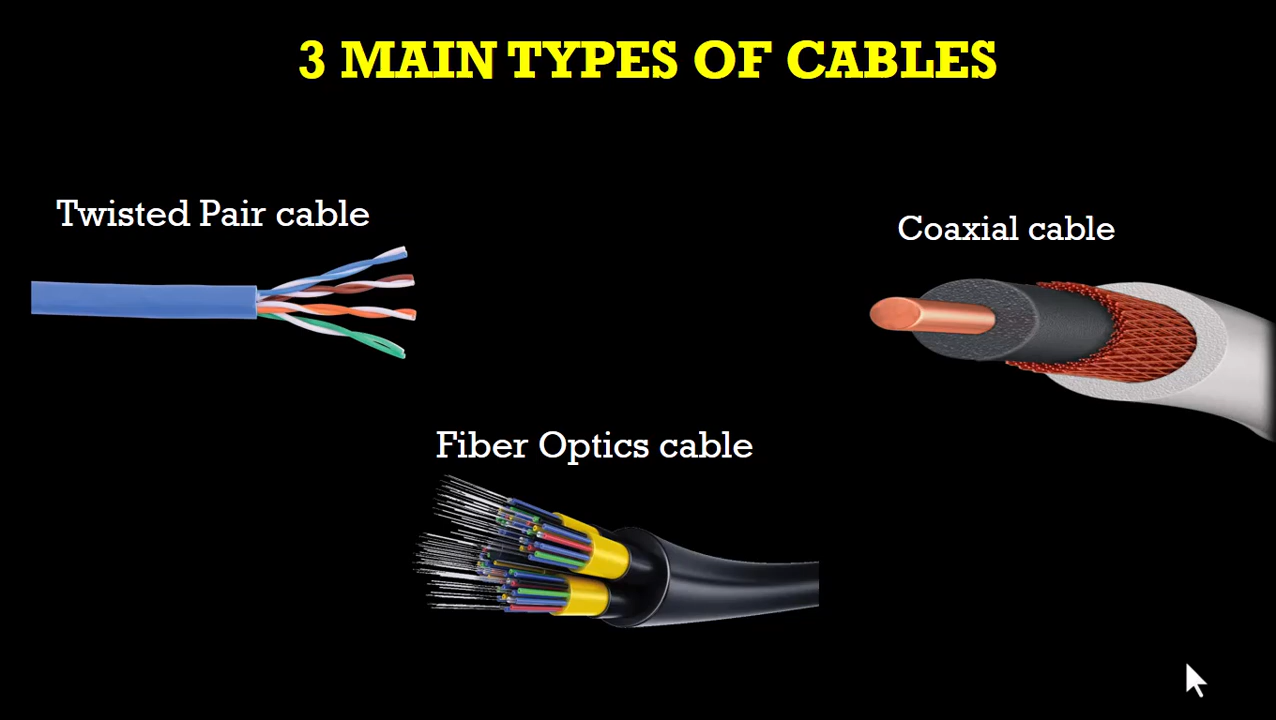 3 MAIN TYPES OF CABLES
Twisted Pair cable
Coaxial cable
Fiber Optics cable